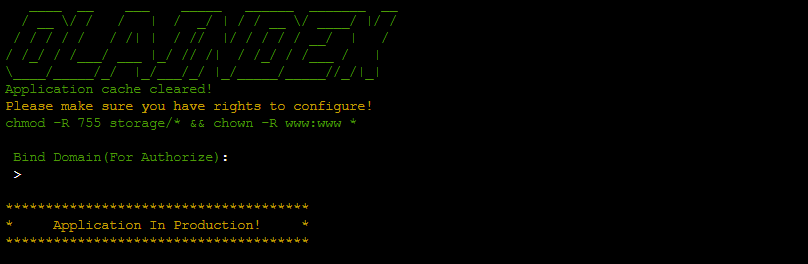 OLAINDEX
Application cache cleared!
Please make sure you have rights to configure!
chmod -R 755 storage/* && chown -R www:www *
Bind Domain(For Authorize):
>
***************************************
*     Application In Production!     *
***************************************